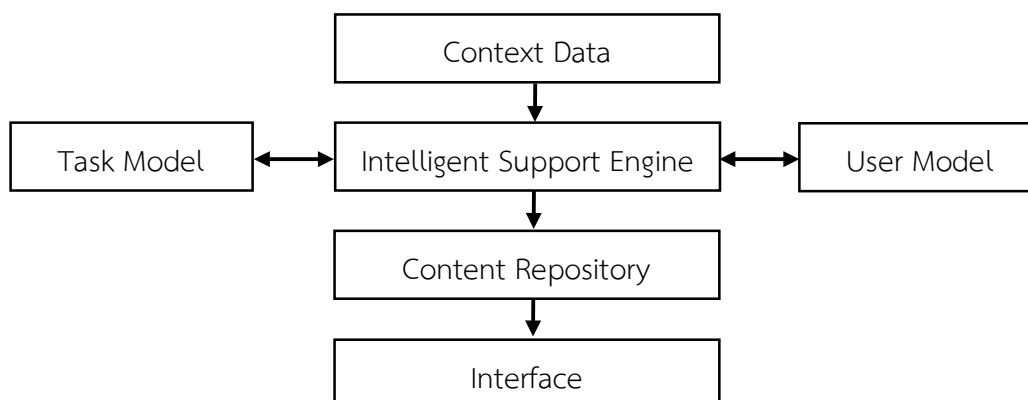 Context Data
Task Model
Intelligent Support Engine
User Model
Content Repository
Interface